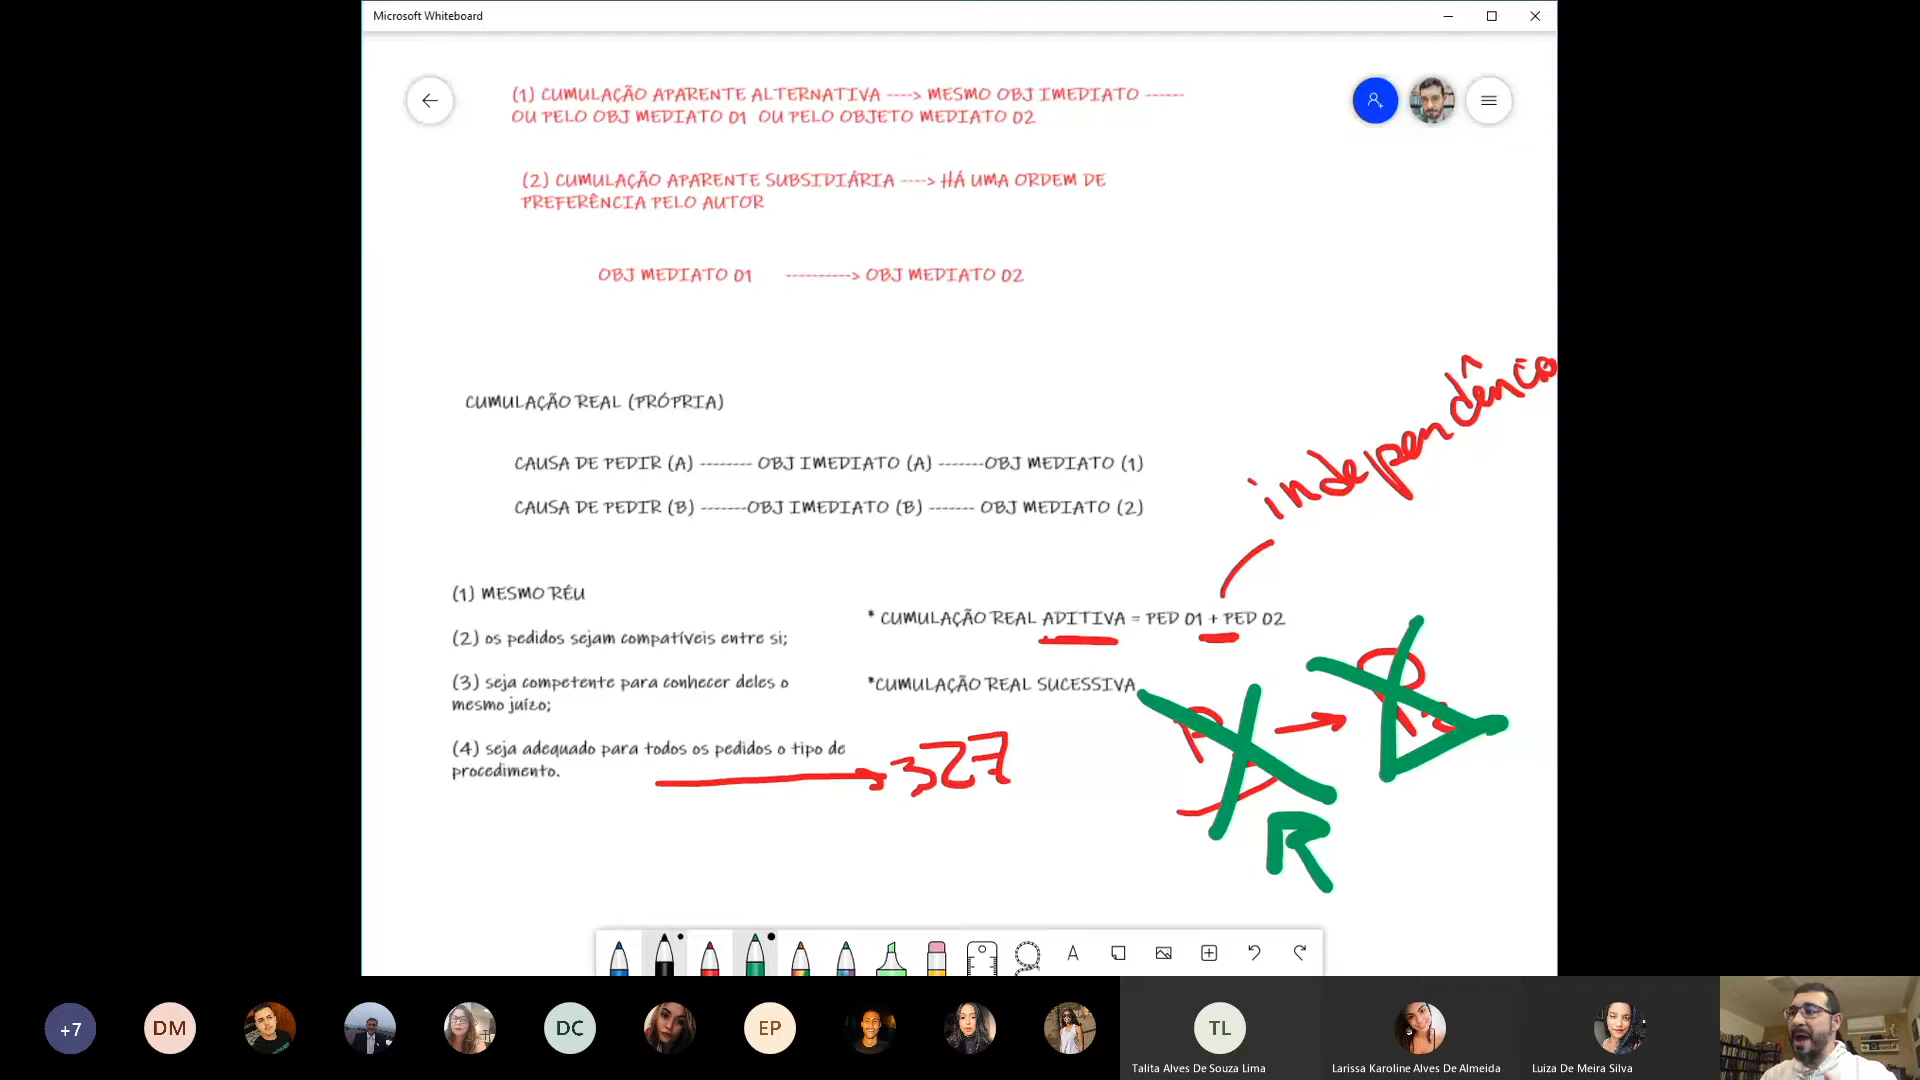 Microsoft Whiteboard
(1) CUMULAÇÃO APARENTE ALTERNATIVA ----> MESMO OBJ IMEDIATO ------
OU PELO OBJ MEDIATO 01 OU PELO OBJETO MEDIATO 02
(2) CUMULAÇÃO APARENTE SUBSIDIÁRIA ----> HÁ UMA ORDEM DE
PREFERÊNCIA PELO AUTOR
OBJ MEDIATO 01 ----------> OBJ MEDIATO 02
independência
CUMULAÇÃO REAL (PRÓPRIA)
CAUSA DE PEDIR (A) -------- OBJ IMEDIATO (A) -------OBJ MEDIATO (1)
CAUSA DE PEDIR (B) -------OBJ IMEDIATO (B) ------- OBJ MEDIATO (2)
(1) MESMO RÉU
(2) os pedidos sejam compatíveis entre si;
(3) seja competente para conhecer deles o
mesmo juízo;
(4) seja adequado para todos os pedidos o tipo de
procedimento.
327
* CUMULAÇÃO REAL ADITIVA = PED 01 + PED 02
*CUMULAÇÃO REAL SUCESSIVA
R
A
+7
DM
DC
EP
TL
Talita Alves De Souza Lima
Larissa Karoline Alves De Almeida
Luiza De Meira Silva